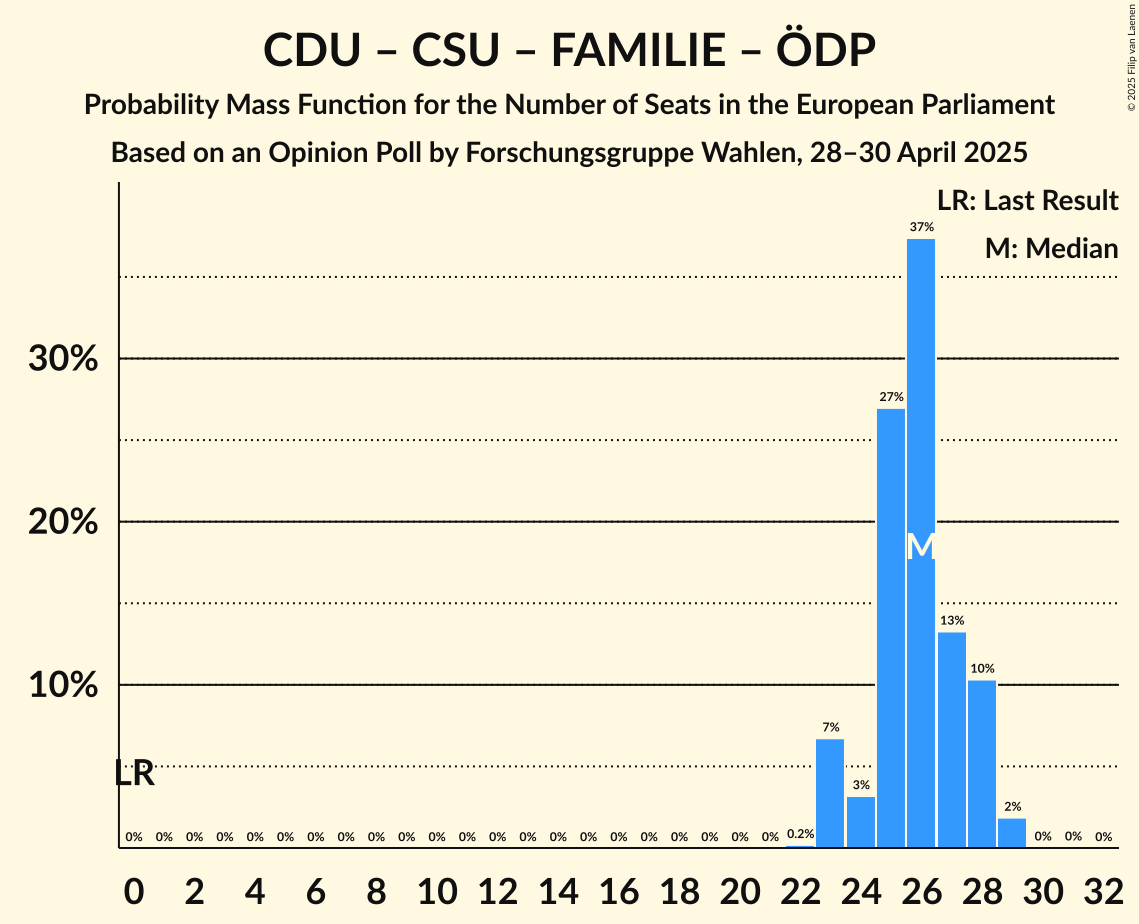 CDU – CSU – FAMILIE – ÖDP
Probability Mass Function for the Number of Seats in the European Parliament
Based on an Opinion Poll by Forschungsgruppe Wahlen, 28–30 April 2025
© 2025 Filip van Laenen
LR: Last Result
M: Median
37%
30%
27%
20%
M
13%
10%
10%
7%
LR
3%
2%
0% 0% 0% 0% 0% 0% 0% 0% 0% 0% 0% 0% 0% 0% 0% 0% 0% 0% 0% 0% 0% 0% 0.2% 0% 0% 0%
0 2 4 6 8 10 12 14 16 18 20 22 24 26 28 30 32